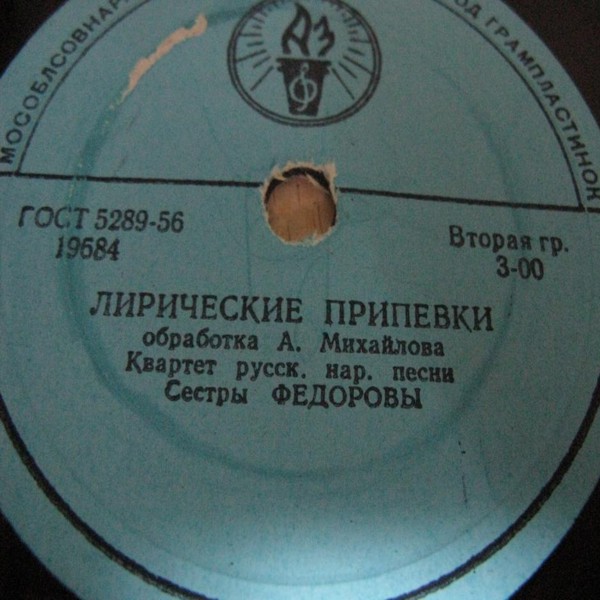 МОСОБЛСОВНАР
ОД ГРАМПЛАСТИНОК
АЗ
ГОСТ 5289-56
19684
Вторая гр.
3-00
ЛИРИЧЕСКИЕ ПРИПЕВКИ
обработка А. Михайлова
Квартет русск. нар. песни
Сестры ФЕДОРОВЫ